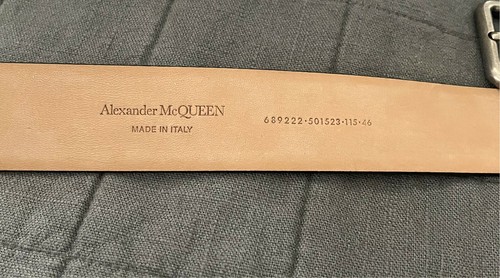 Alexander McQUEEN
MADE IN ITALY
689222·501523·115·46